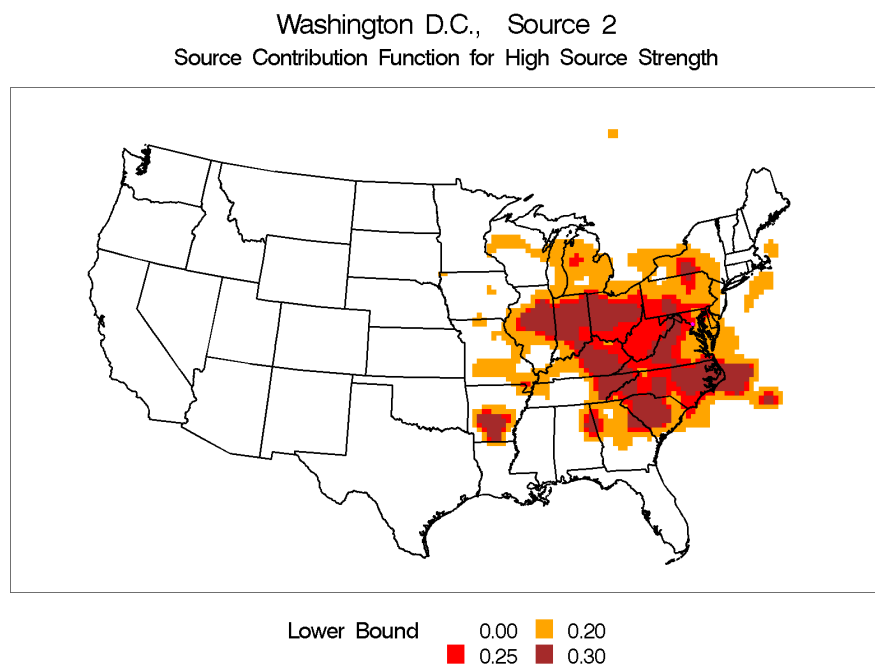 Washington D.C., Source 2
Source Contribution Function for High Source Strength
Lower Bound 0.00 0.20
0.25 0.30